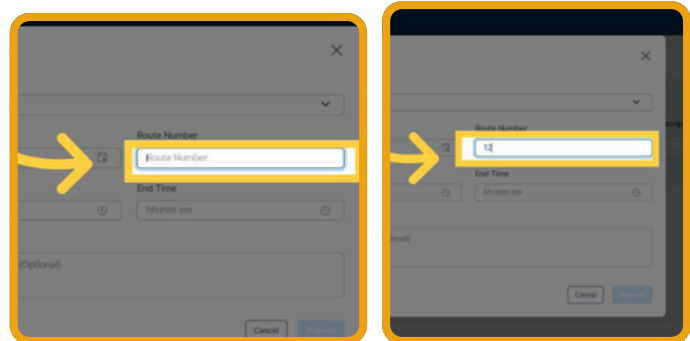 Route Number
Route Number
End Time
hh:mm xm
(Optional)
Cancel
Route Number
12
End Time
hh:mm xm
onal)
Cancel